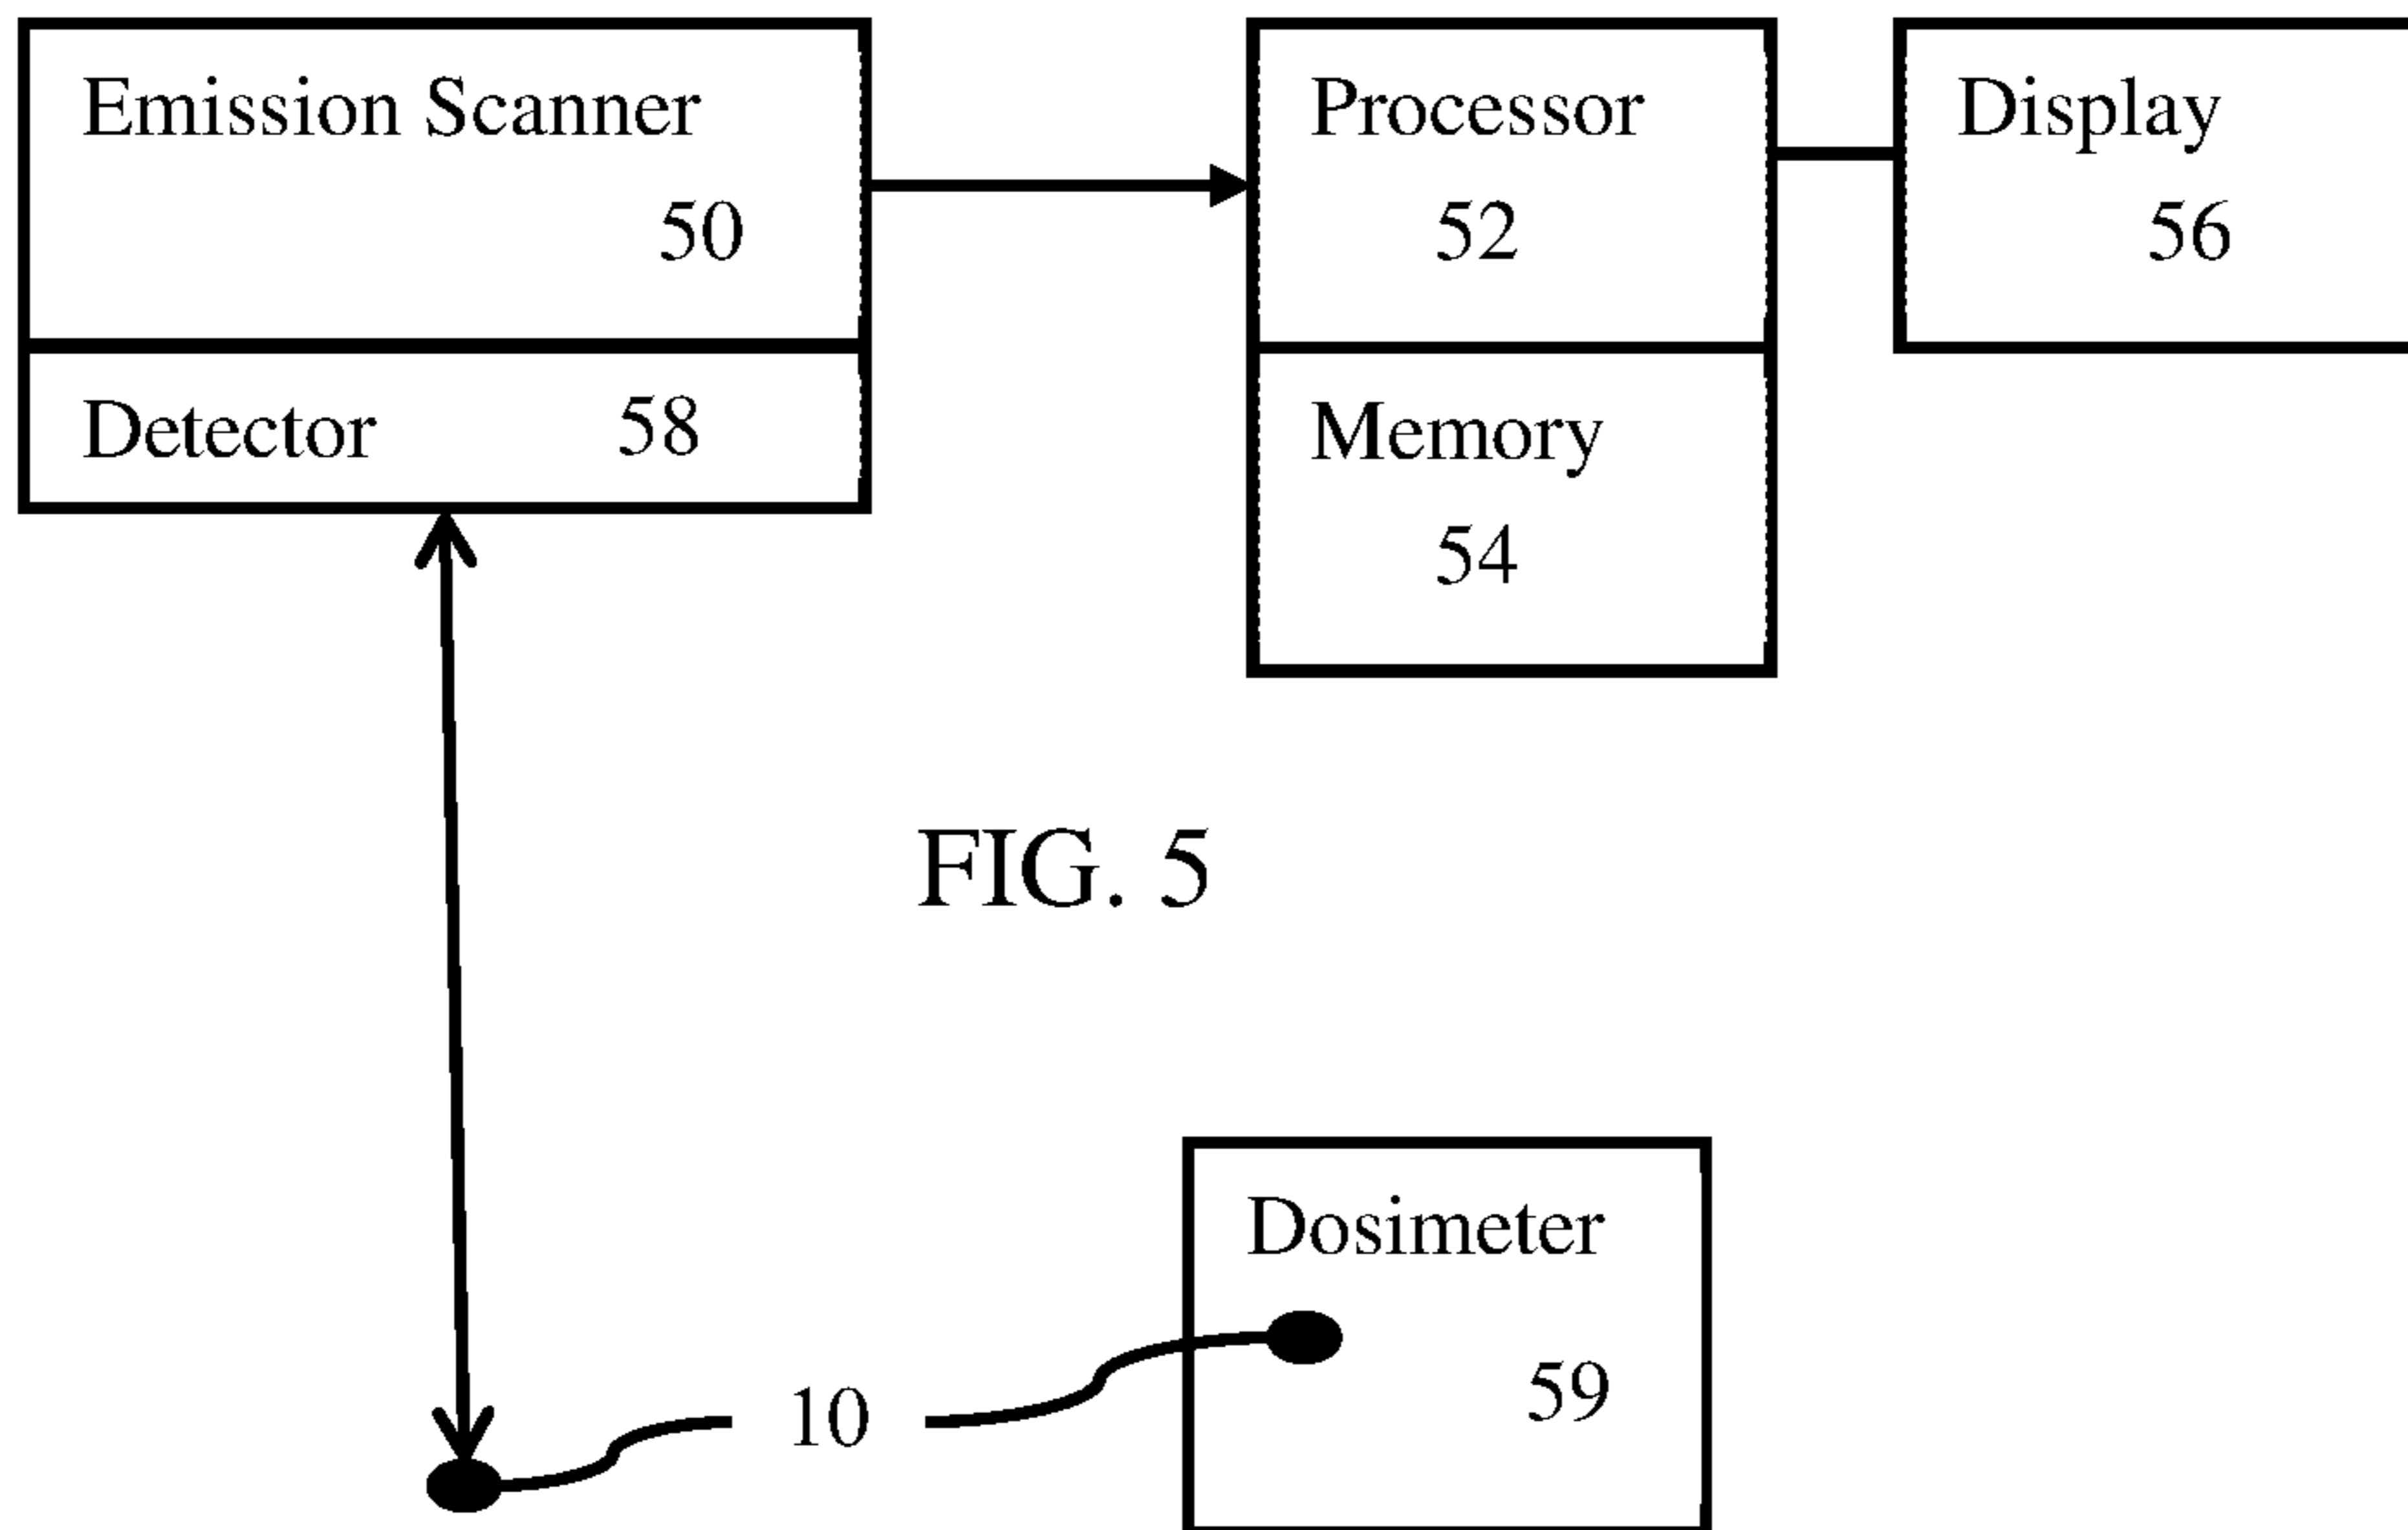 Emission Scanner
50
Detector 58
Processor
52
Memory
54
Display
56
FIG. 5
Dosimeter
59
10